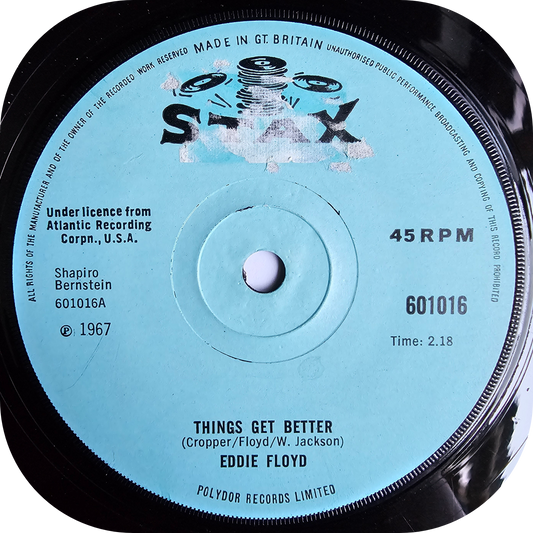 ALL RIGHTS OF THE MANUFACTURER AND OF THE OWNER OF THE RECORDED WORK RESERVED MADE IN GT. BRITAIN UNAUTHORISED PUBLIC PERFORMANCE BROADCASTING AND COPYING OF THIS RECORD PROHIBITED
STAX
Under licence from
Atlantic Recording
Corpn., U.S.A.
45 RPM
Shapiro
Bernstein
601016A
601016
℗ 1967
Time: 2.18
THINGS GET BETTER
(Cropper/Floyd/W. Jackson)
EDDIE FLOYD
POLYDOR RECORDS LIMITED